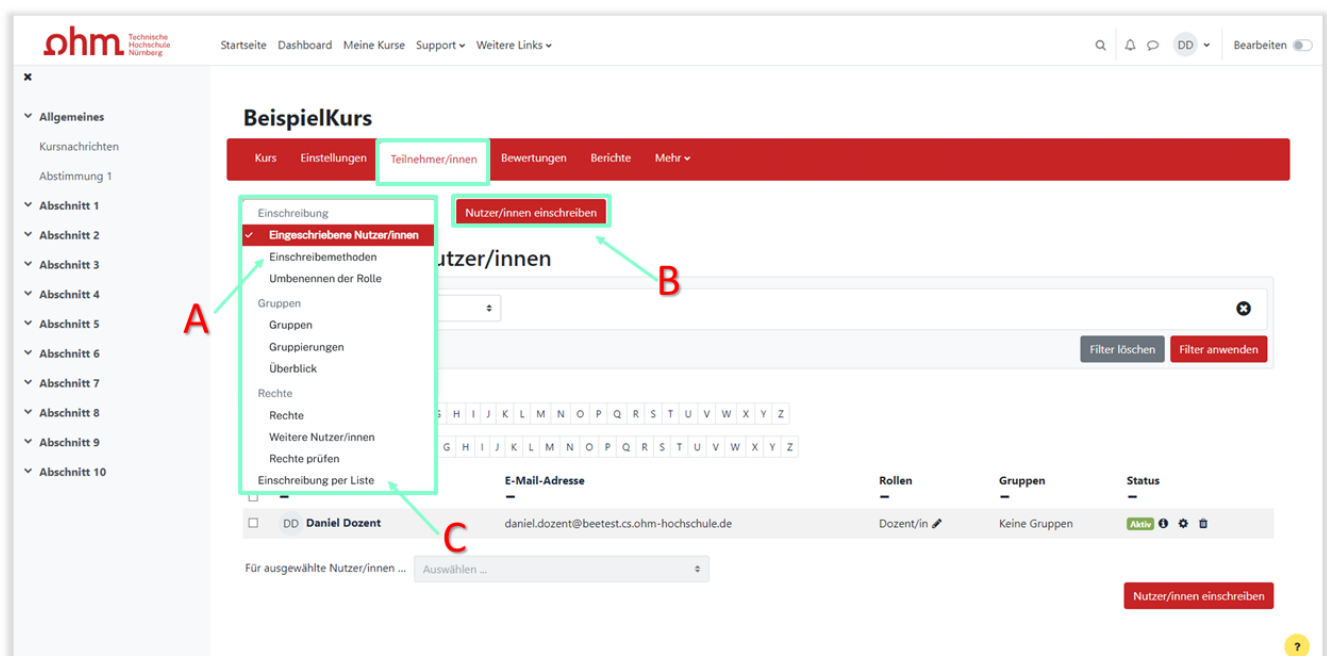 ohm Technische Hochschule Nürnberg
Startseite Dashboard Meine Kurse Support Weitere Links DD Bearbeiten
Allgemeines
Kursnachrichten
Abstimmung 1
Abschnitt 1
Abschnitt 2
Abschnitt 3
Abschnitt 4
Abschnitt 5
Abschnitt 6
Abschnitt 7
Abschnitt 8
Abschnitt 9
Abschnitt 10
BeispielKurs
Kurs Einstellungen Teilnehmer/innen Bewertungen Berichte Mehr
Einschreibung
Eingeschriebene Nutzer/innen
Einschreibemethoden
Umbenennen der Rolle
Gruppen
Gruppen
Gruppierungen
Überblick
Rechte
Rechte
Weitere Nutzer/innen
Rechte prüfen
Einschreibung per Liste
A
Nutzer/innen einschreiben
B
utzer/innen
Filter löschen Filter anwenden
H I J K L M N O P Q R S T U V W X Y Z
G H I J K L M N O P Q R S T U V W X Y Z
E-Mail-Adresse Rollen Gruppen Status
DD Daniel Dozent daniel.dozent@beetest.cs.ohm-hochschule.de Dozent/in Keine Gruppen Aktiv
C
Für ausgewählte Nutzer/innen ... Auswählen ...
Nutzer/innen einschreiben
?